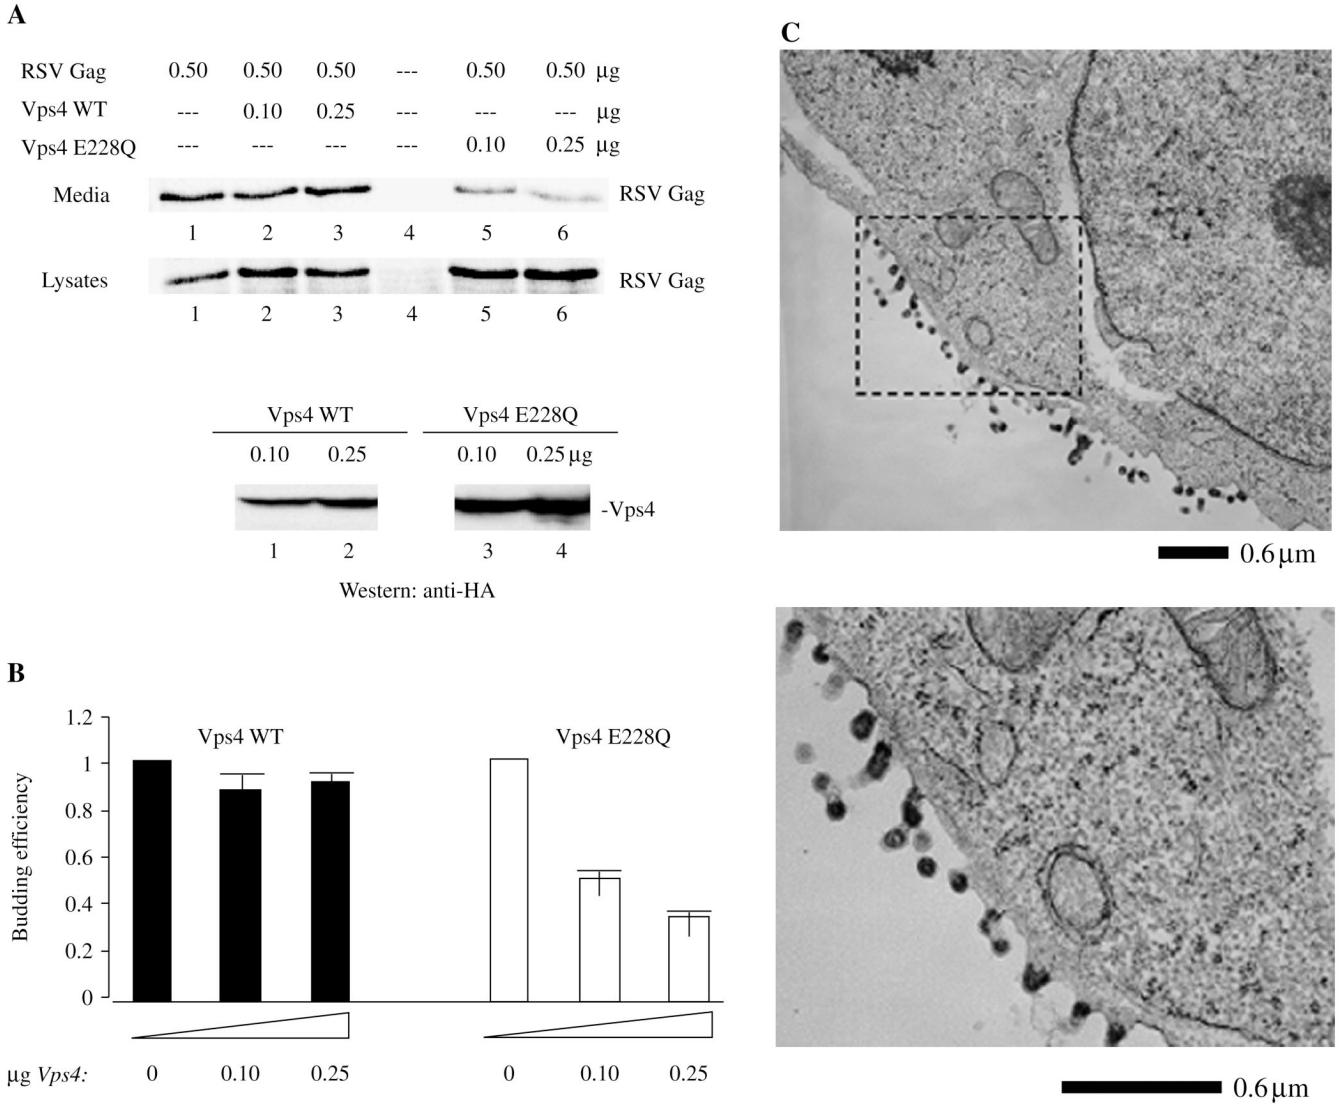 A
RSV Gag 0.50 0.50 0.50 --- 0.50 0.50 μg
Vps4 WT --- 0.10 0.25 --- --- --- μg
Vps4 E228Q --- --- --- --- 0.10 0.25 μg
Media RSV Gag
1 2 3 4 5 6
Lysates RSV Gag
1 2 3 4 5 6
Vps4 WT Vps4 E228Q
0.10 0.25 0.10 0.25 μg
-Vps4
1 2 3 4
Western: anti-HA
B
Budding efficiency
1.2
1
0.8
0.6
0.4
0.2
0
Vps4 WT Vps4 E228Q
μg Vps4: 0 0.10 0.25 0 0.10 0.25
C
0.6 μm
0.6 μm